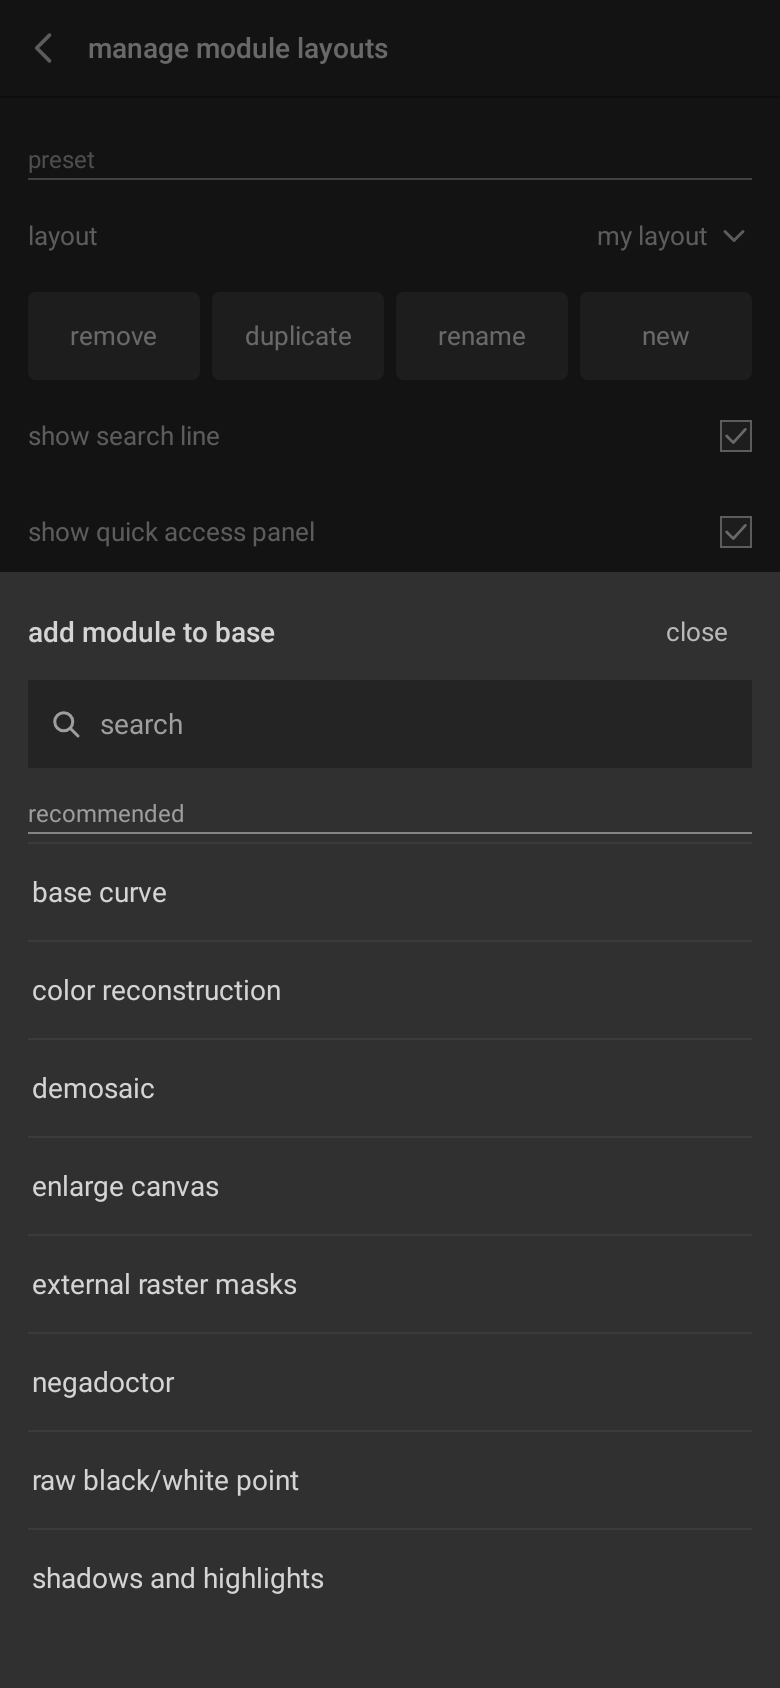 manage module layouts
preset
layout
my layout
remove
duplicate
rename
new
show search line
show quick access panel
add module to base
close
search
recommended
base curve
color reconstruction
demosaic
enlarge canvas
external raster masks
negadoctor
raw black/white point
shadows and highlights